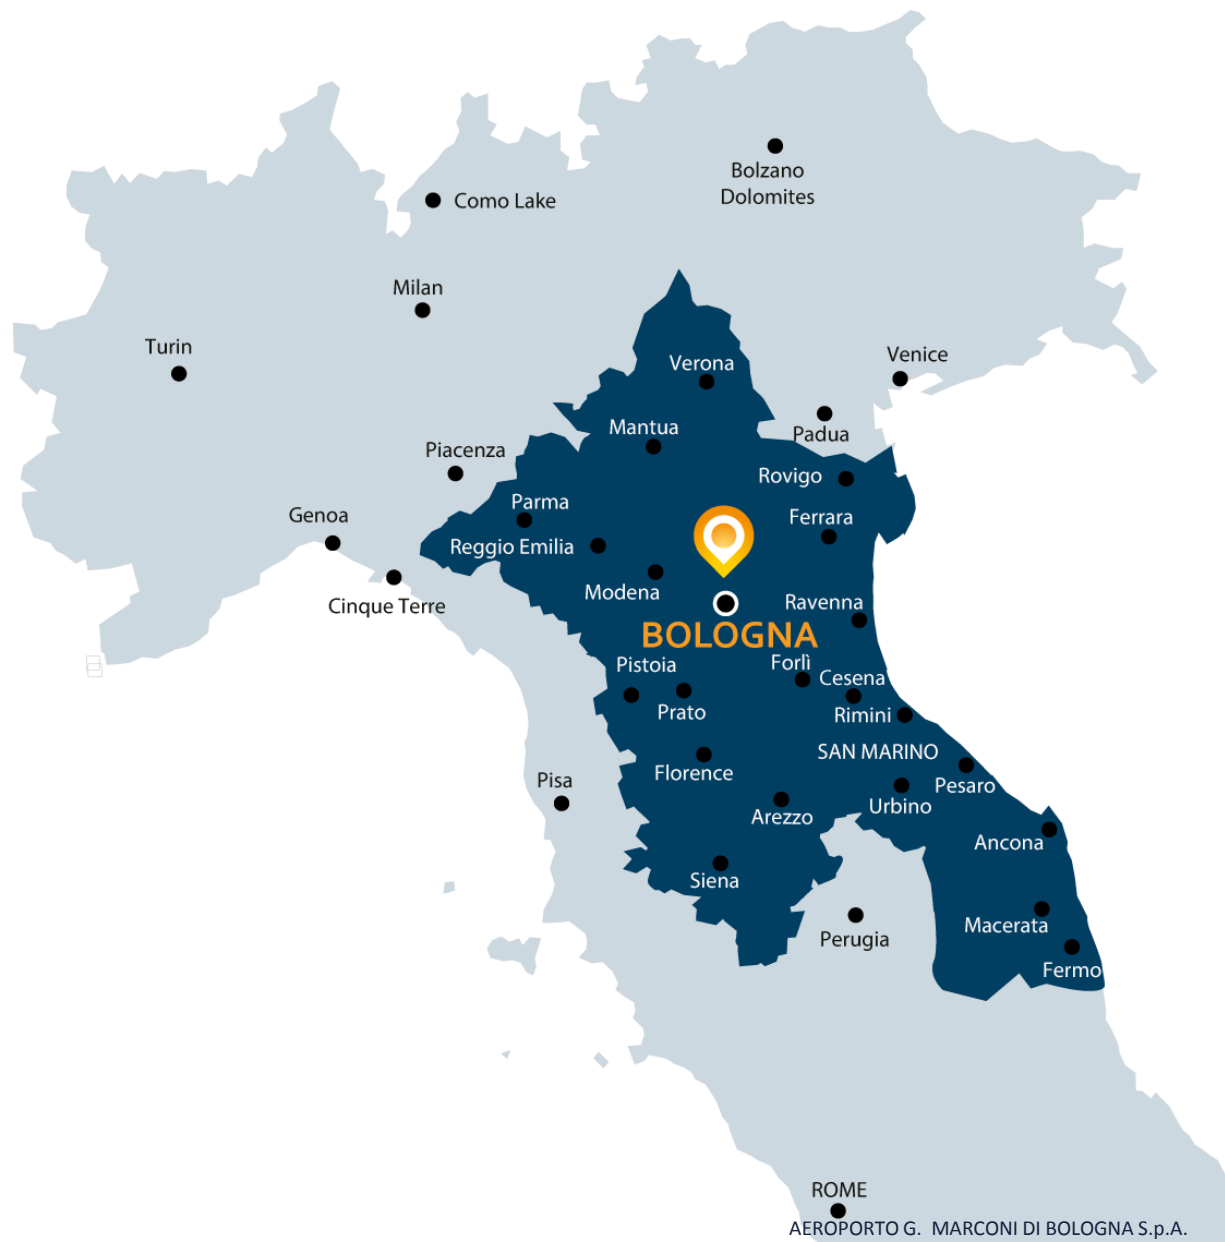 Bolzano
Dolomites
Como Lake
Milan
Turin
Venice
Verona
Padua
Mantua
Piacenza
Rovigo
Parma
Genoa
Ferrara
Reggio Emilia
Modena
Cinque Terre
Ravenna
BOLOGNA
Pistoia
Forlì
Cesena
Prato
Rimini
SAN MARINO
Florence
Pisa
Pesaro
Urbino
Arezzo
Ancona
Siena
Macerata
Perugia
Fermo
ROME
AEROPORTO G. MARCONI DI BOLOGNA S.p.A.